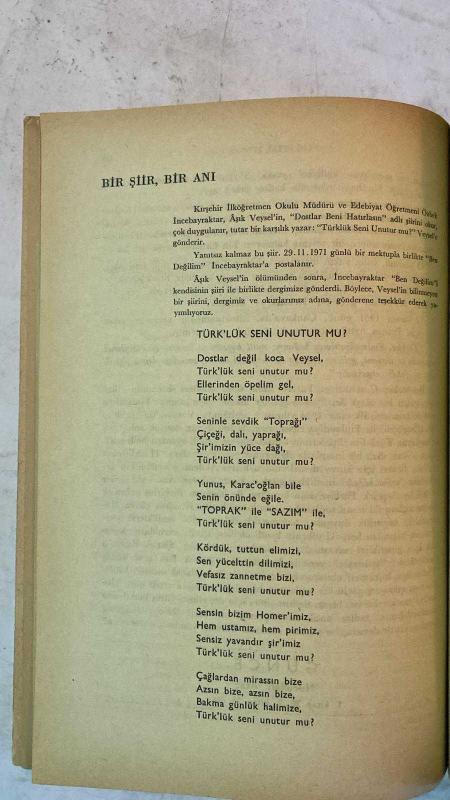 BİR ŞİİR, BİR ANI
Kırşehir İlköğretmen Okulu Müdürü ve Edebiyat Öğretmeni Özbek
İncebayraktar, Âşık Veysel'in, "Dostlar Beni Hatırlasın" adlı şiirini okur,
çok duygulanır, tutar bir karşılık yazar: "Türklük Seni Unutur mu?" Veysel'e
gönderir.
Yanıtsız kalmaz bu şiir. 29.11.1971 günlü bir mektupla birlikte "Ben
Değilim" İncebayraktar'a postalanır.
Âşık Veysel'in ölümünden sonra, İncebayraktar "Ben Değilim"i
kendisinin şiri ile birlikte dergimize gönderdi. Böylece, Veysel'in bilinmeyen
bir şiirini, dergimiz ve okurlarımız adına, gönderene teşekkür ederek ya-
yımlıyoruz.
TÜRK'LÜK SENİ UNUTUR MU?
Dostlar değil koca Veysel,
Türk'lük seni unutur mu?
Ellerinden öpelim gel,
Türk'lük seni unutur mu?
Seninle sevdik "Toprağı"
Çiçeği, dalı, yaprağı,
Şir'imizin yüce dağı,
Türk'lük seni unutur mu?
Yunus, Karac'oğlan bile
Senin önünde eğile.
"TOPRAK" ile "SAZIM" ile,
Türk'lük seni unutur mu?
Kördük, tuttun elimizi,
Sen yücelttin dilimizi,
Vefasız zannetme bizi,
Türk'lük seni unutur mu?
Sensin bizim Homer'imiz,
Hem ustamız, hem pirimiz,
Sensiz yavandır şir'imiz
Türk'lük seni unutur mu?
Çağlardan mirassın bize
Azsın bize, azsın bize,
Bakma günlük halimize,
Türk'lük seni unutur mu?